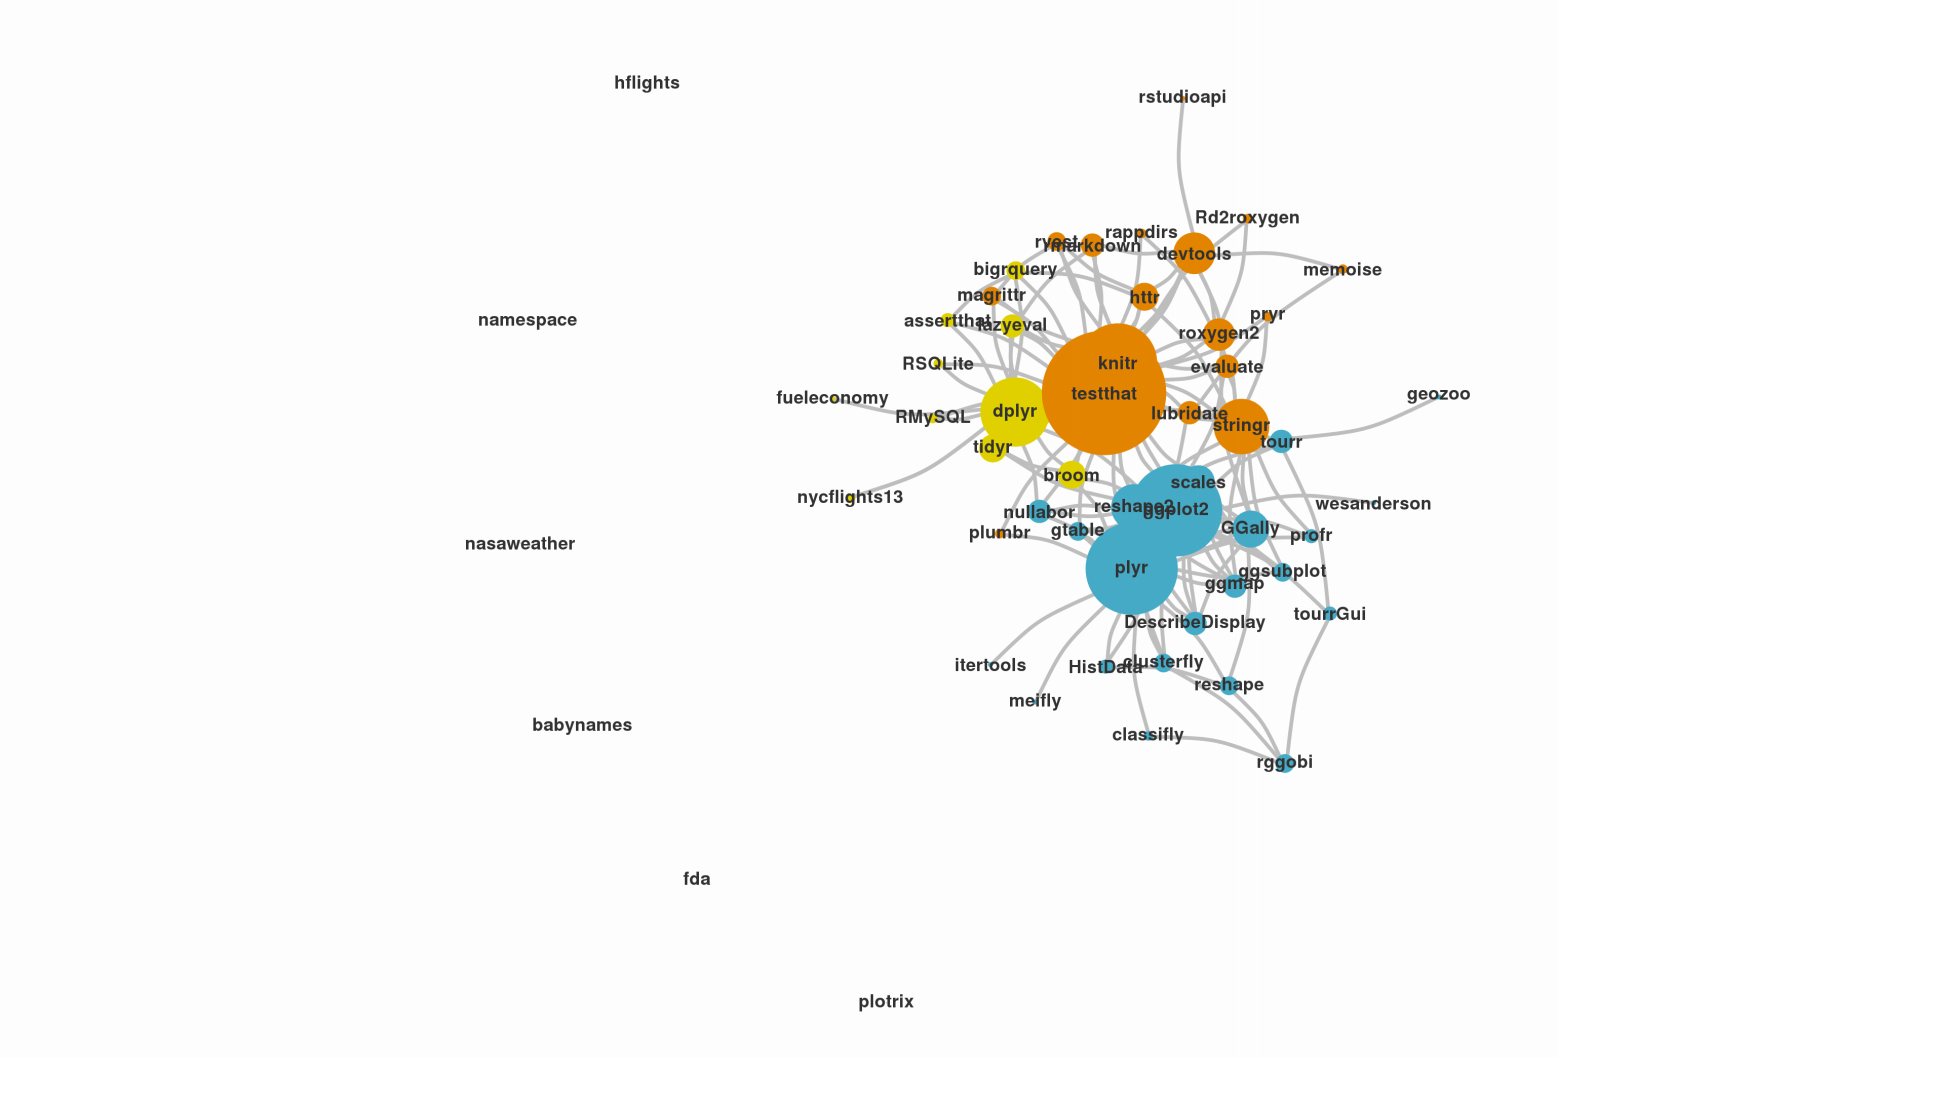 hflights
rstudioapi
Rd2roxygen
rappdirs
rvest
rmarkdown
devtools
bigrquery
memoise
magrittr
httr
pryr
assertthat
lazyeval
namespace
roxygen2
knitr
RSQLite
evaluate
testthat
geozoo
fueleconomy
dplyr
lubridate
RMySQL
stringr
tourr
tidyr
broom
scales
nycflights13
wesanderson
reshape2
ggplot2
nullabor
GGally
plumbr
gtable
profr
nasaweather
plyr
ggsubplot
ggmap
tourrGui
DescribeDisplay
itertools
HistData
clusterfly
reshape
meifly
babynames
classifly
rggobi
fda
plotrix